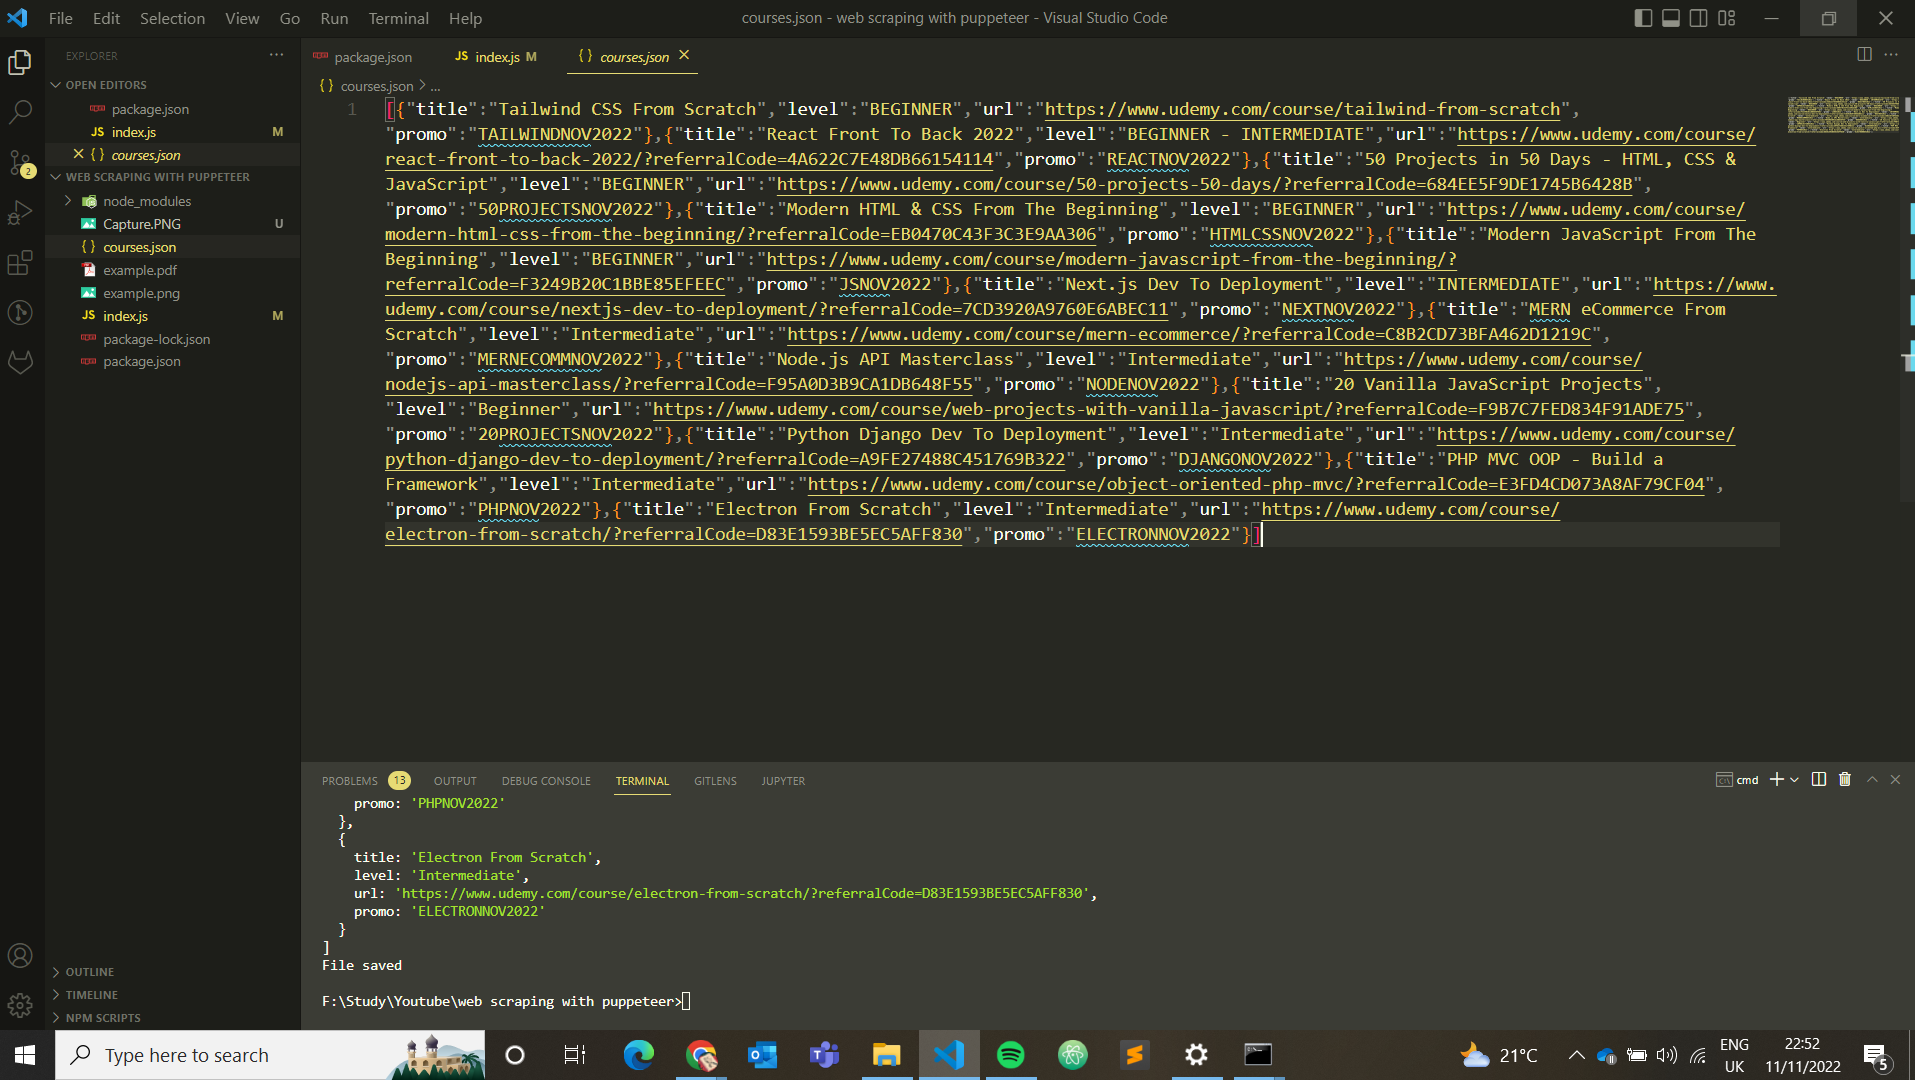 File Edit Selection View Go Run Terminal Help
courses.json - web scraping with puppeteer - Visual Studio Code
EXPLORER
OPEN EDITORS
package.json
JS index.js M
{ } courses.json
2
WEB SCRAPING WITH PUPPETEER
node_modules
Capture.PNG U
{ } courses.json
example.pdf
example.png
JS index.js M
package-lock.json
package.json
OUTLINE
TIMELINE
NPM SCRIPTS
package.json JS index.js M { } courses.json
{ } courses.json > ...
1 [{"title":"Tailwind CSS From Scratch","level":"BEGINNER","url":"https://www.udemy.com/course/tailwind-from-scratch",
"promo":"TAILWINDNOV2022"},{"title":"React Front To Back 2022","level":"BEGINNER - INTERMEDIATE","url":"https://www.udemy.com/course/
react-front-to-back-2022/?referralCode=4A622C7E48DB66154114","promo":"REACTNOV2022"},{"title":"50 Projects in 50 Days - HTML, CSS &
JavaScript","level":"BEGINNER","url":"https://www.udemy.com/course/50-projects-50-days/?referralCode=684EE5F9DE1745B6428B",
"promo":"50PROJECTSNOV2022"},{"title":"Modern HTML & CSS From The Beginning","level":"BEGINNER","url":"https://www.udemy.com/course/
modern-html-css-from-the-beginning/?referralCode=EB0470C43F3C3E9AA306","promo":"HTMLCSSNOV2022"},{"title":"Modern JavaScript From The
Beginning","level":"BEGINNER","url":"https://www.udemy.com/course/modern-javascript-from-the-beginning/?
referralCode=F3249B20C1BBE85EFEEC","promo":"JSNOV2022"},{"title":"Next.js Dev To Deployment","level":"INTERMEDIATE","url":"https://www.
udemy.com/course/nextjs-dev-to-deployment/?referralCode=7CD3920A9760E6ABEC11","promo":"NEXTNOV2022"},{"title":"MERN eCommerce From
Scratch","level":"Intermediate","url":"https://www.udemy.com/course/mern-ecommerce/?referralCode=C8B2CD73BFA462D1219C",
"promo":"MERNECOMMNOV2022"},{"title":"Node.js API Masterclass","level":"Intermediate","url":"https://www.udemy.com/course/
nodejs-api-masterclass/?referralCode=F95A0D3B9CA1DB648F55","promo":"NODENOV2022"},{"title":"20 Vanilla JavaScript Projects",
"level":"Beginner","url":"https://www.udemy.com/course/web-projects-with-vanilla-javascript/?referralCode=F9B7C7FED834F91ADE75",
"promo":"20PROJECTSNOV2022"},{"title":"Python Django Dev To Deployment","level":"Intermediate","url":"https://www.udemy.com/course/
python-django-dev-to-deployment/?referralCode=A9FE27488C451769B322","promo":"DJANGONOV2022"},{"title":"PHP MVC OOP - Build a
Framework","level":"Intermediate","url":"https://www.udemy.com/course/object-oriented-php-mvc/?referralCode=E3FD4CD073A8AF79CF04",
"promo":"PHPNOV2022"},{"title":"Electron From Scratch","level":"Intermediate","url":"https://www.udemy.com/course/
electron-from-scratch/?referralCode=D83E1593BE5EC5AFF830","promo":"ELECTRONNOV2022"}]
PROBLEMS 13 OUTPUT DEBUG CONSOLE TERMINAL GITLENS JUPYTER cmd
promo: 'PHPNOV2022'
},
{
title: 'Electron From Scratch',
level: 'Intermediate',
url: 'https://www.udemy.com/course/electron-from-scratch/?referralCode=D83E1593BE5EC5AFF830',
promo: 'ELECTRONNOV2022'
}
]
File saved
F:\Study\Youtube\web scraping with puppeteer>
Type here to search
21°C
ENG
UK
22:52
11/11/2022
5